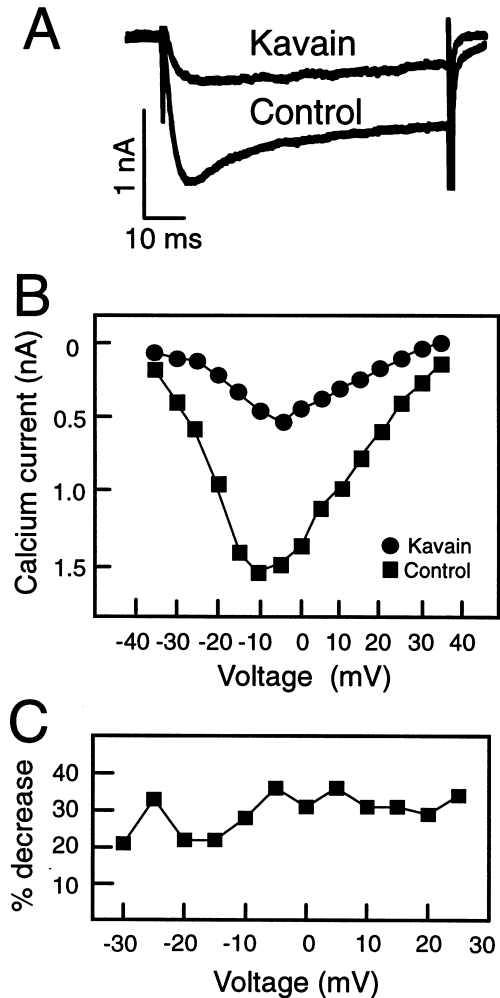 A
Kavain
Control
1 nA
10 ms
B
Calcium current (nA)
0
0.5
1.0
1.5
Kavain
Control
-40 -30 -20 -10 0 10 20 30 40
Voltage (mV)
C
% decrease
40
30
20
10
-30 -20 -10 0 10 20 30
Voltage (mV)